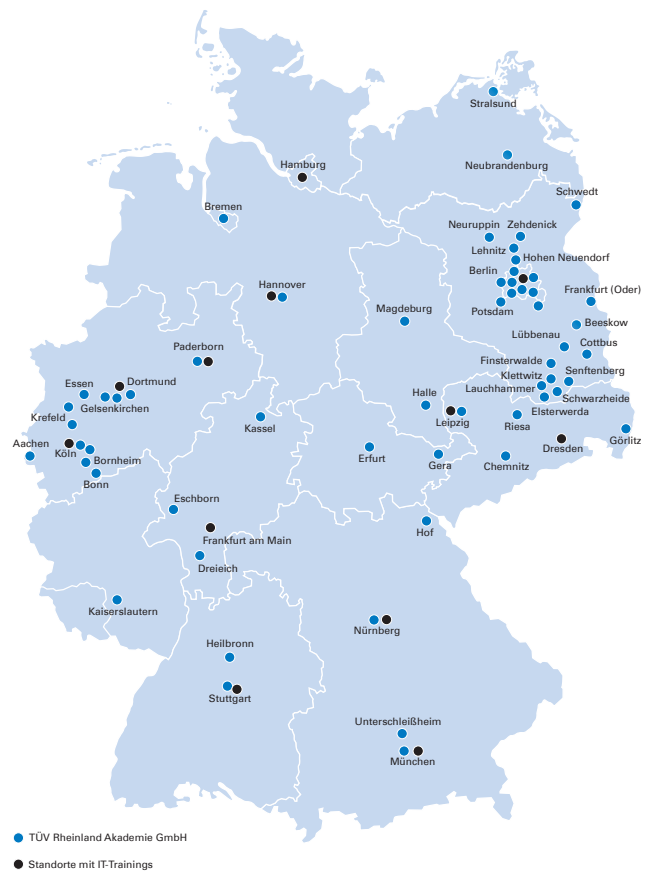 Stralsund
Neubrandenburg
Hamburg
Schwedt
Bremen
Neuruppin
Zehdenick
Lehnitz
Hohen Neuendorf
Berlin
Hannover
Frankfurt (Oder)
Potsdam
Magdeburg
Beeskow
Lübbenau
Cottbus
Paderborn
Finsterwalde
Klettwitz
Senftenberg
Essen
Dortmund
Lauchhammer
Halle
Schwarzheide
Gelsenkirchen
Elsterwerda
Krefeld
Leipzig
Riesa
Kassel
Aachen
Görlitz
Dresden
Köln
Bornheim
Erfurt
Gera
Chemnitz
Bonn
Eschborn
Hof
Frankfurt am Main
Dreieich
Kaiserslautern
Nürnberg
Heilbronn
Stuttgart
Unterschleißheim
München
TÜV Rheinland Akademie GmbH
Standorte mit IT-Trainings